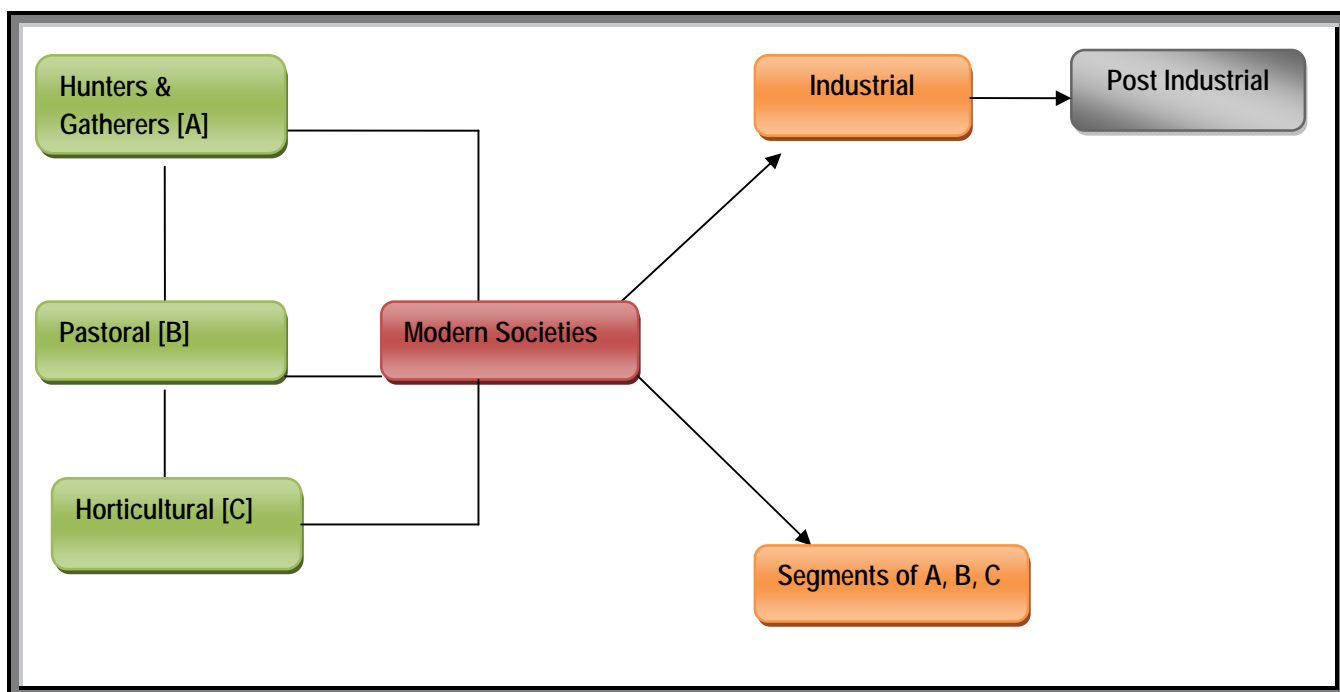 Hunters &
Gatherers [A]
Industrial
Post Industrial
Pastoral [B]
Modern Societies
Horticultural [C]
Segments of A, B, C